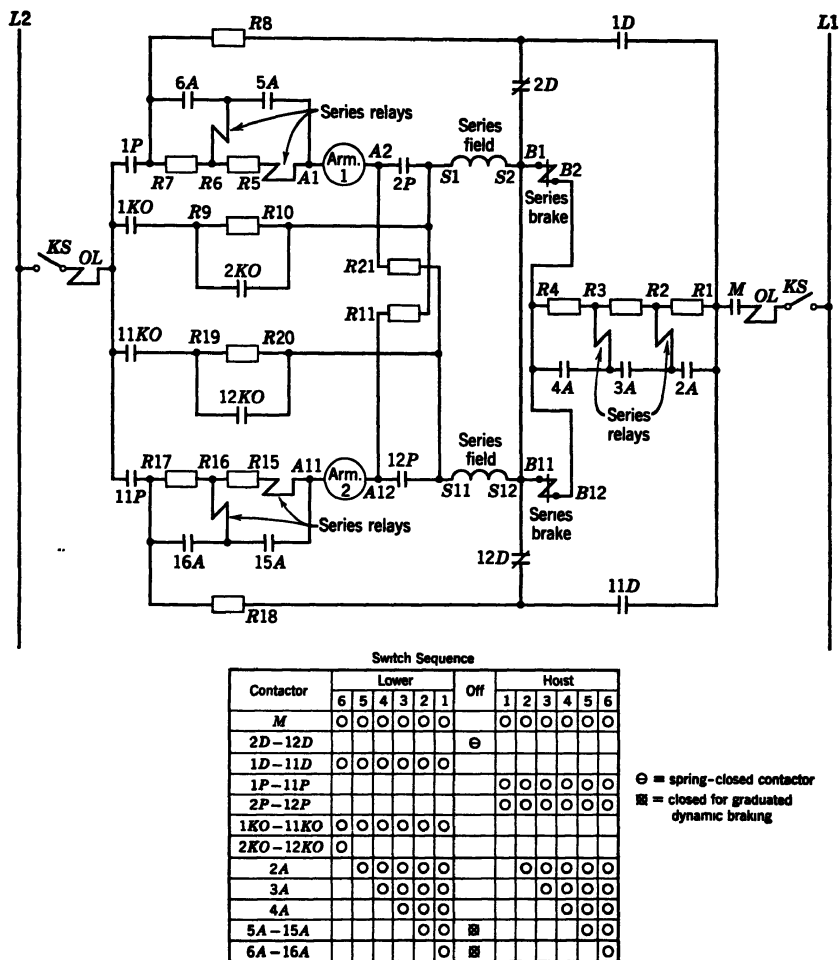 L2
R8
1D
L1
6A
5A
2D
Series relays
Series
field
1P
A2
B1
R7
R6
R5
A1
Arm.
1
2P
S1
S2
B2
Series
brake
1KO
R9
R10
KS
OL
2KO
R21
R4
R3
R2
R1
M
OL
KS
R11
11KO
R19
R20
12KO
4A
3A
2A
Series
relays
Series
field
R17
R16
R15
A11
Arm.
2
A12
12P
B11
11P
S11
S12
B12
Series relays
Series
brake
16A
15A
12D
11D
R18
Switch Sequence
Contactor Lower Off Hoist
6 5 4 3 2 1 1 2 3 4 5 6
M O O O O O O O O O O O O
2D–12D ⊖
1D–11D O O O O O O
1P–11P O O O O O O
2P–12P O O O O O O
1KO–11KO O O O O O O
2KO–12KO O
2A O O O O O O O O O O
3A O O O O O O O O
4A O O O O O O
5A–15A O O ⊠ O O
6A–16A O ⊠ O
⊖ = spring-closed contactor
⊠ = closed for graduated
dynamic braking